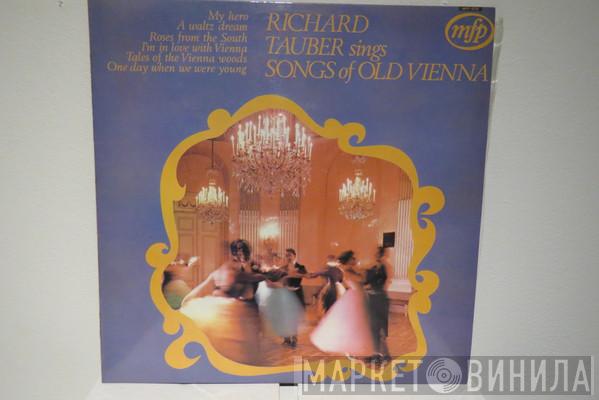 My hero
A waltz dream
Roses from the South
I'm in love with Vienna
Tales of the Vienna woods
One day when we were young
RICHARD
TAUBER sings
SONGS of OLD VIENNA
mfp
МАРКЕТ ВИНИЛА